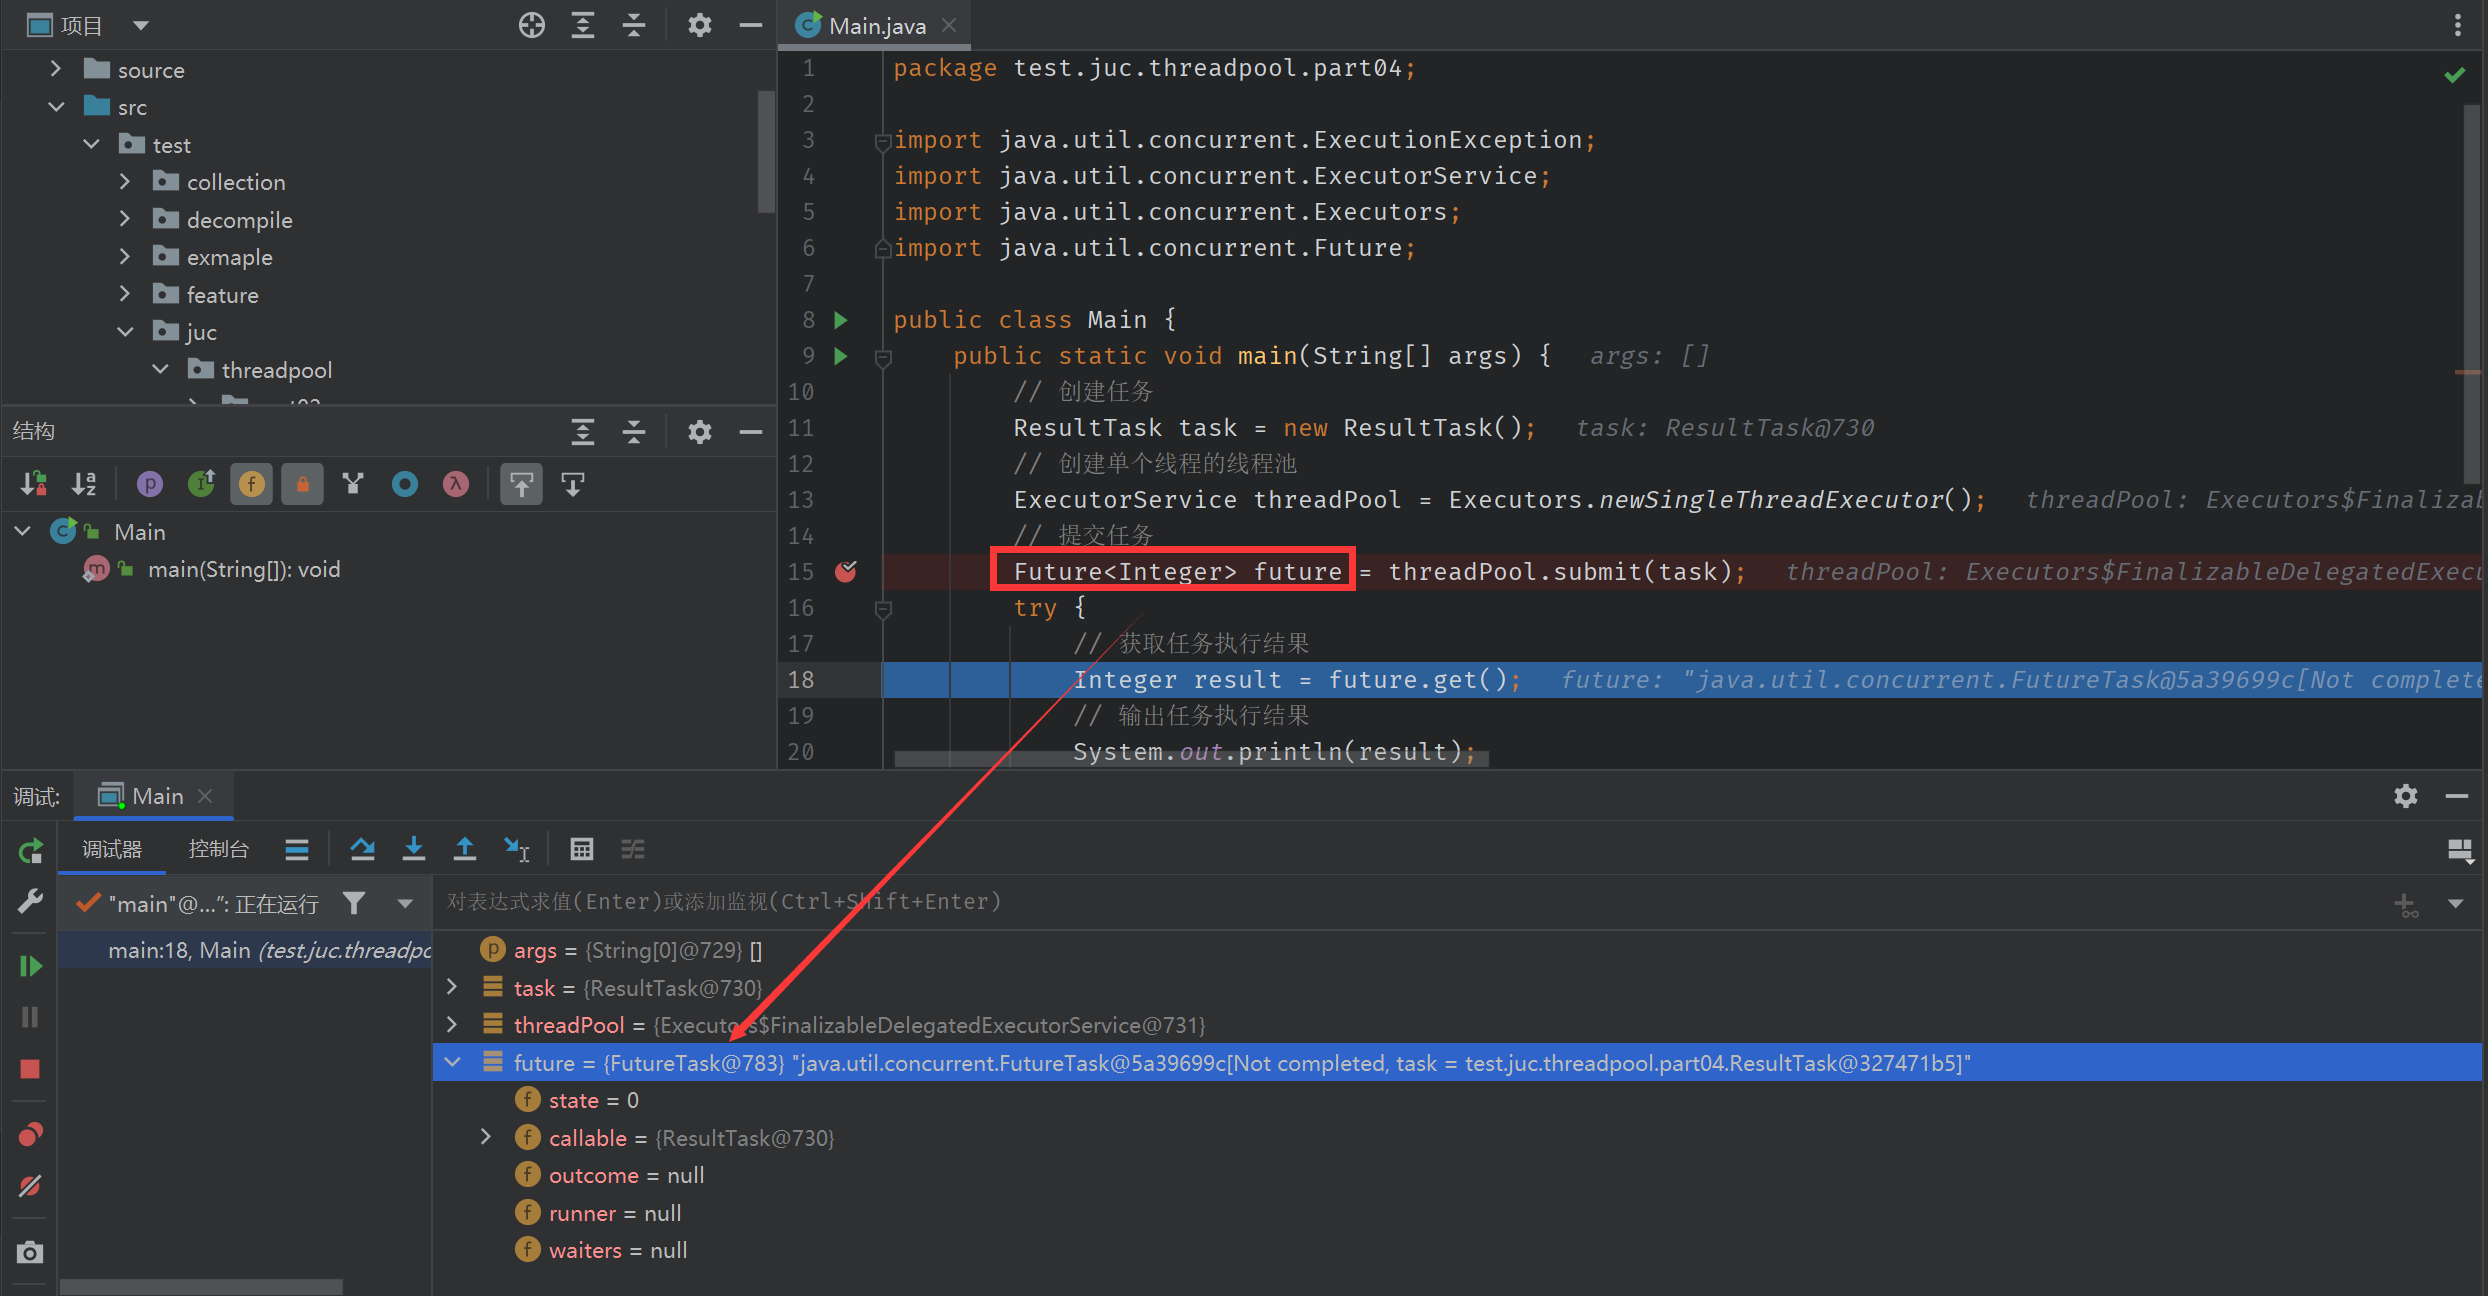 项目
source
src
test
collection
decompile
exmaple
feature
juc
threadpool
结构
Main
main(String[]): void
Main.java
1 package test.juc.threadpool.part04;
2
3 import java.util.concurrent.ExecutionException;
4 import java.util.concurrent.ExecutorService;
5 import java.util.concurrent.Executors;
6 import java.util.concurrent.Future;
7
8 public class Main {
9 public static void main(String[] args) { args: []
10 // 创建任务
11 ResultTask task = new ResultTask(); task: ResultTask@730
12 // 创建单个线程的线程池
13 ExecutorService threadPool = Executors.newSingleThreadExecutor(); threadPool: Executors$Finalizab
14 // 提交任务
15 Future<Integer> future = threadPool.submit(task); threadPool: Executors$FinalizableDelegatedExecu
16 try {
17 // 获取任务执行结果
18 Integer result = future.get(); future: "java.util.concurrent.FutureTask@5a39699c[Not complete
19 // 输出任务执行结果
20 System.out.println(result);
调试: Main
调试器 控制台
"main"@...": 正在运行
main:18, Main (test.juc.threadpo
对表达式求值(Enter)或添加监视(Ctrl+Shift+Enter)
args = {String[0]@729} []
task = {ResultTask@730}
threadPool = {Executors$FinalizableDelegatedExecutorService@731}
future = {FutureTask@783} "java.util.concurrent.FutureTask@5a39699c[Not completed, task = test.juc.threadpool.part04.ResultTask@327471b5]"
state = 0
callable = {ResultTask@730}
outcome = null
runner = null
waiters = null